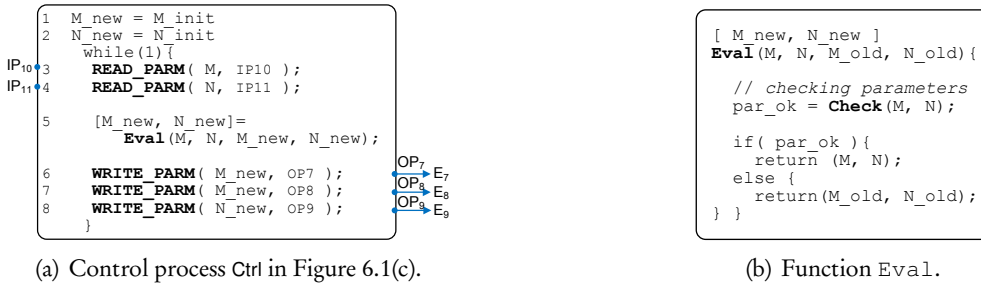 1 M_new = M_init
2 N_new = N_init
while(1){
IP10 3 READ_PARM( M, IP10 );
IP11 4 READ_PARM( N, IP11 );
5 [M_new, N_new]=
Eval(M, N, M_new, N_new);
6 WRITE_PARM( M_new, OP7 ); OP7 E7
7 WRITE_PARM( M_new, OP8 ); OP8 E8
8 WRITE_PARM( N_new, OP9 ); OP9 E9
}
(a) Control process Ctrl in Figure 6.1(c).
[ M_new, N_new ]
Eval(M, N, M_old, N_old){
// checking parameters
par_ok = Check(M, N);
if( par_ok ){
return (M, N);
else {
return(M_old, N_old);
} }
(b) Function Eval.